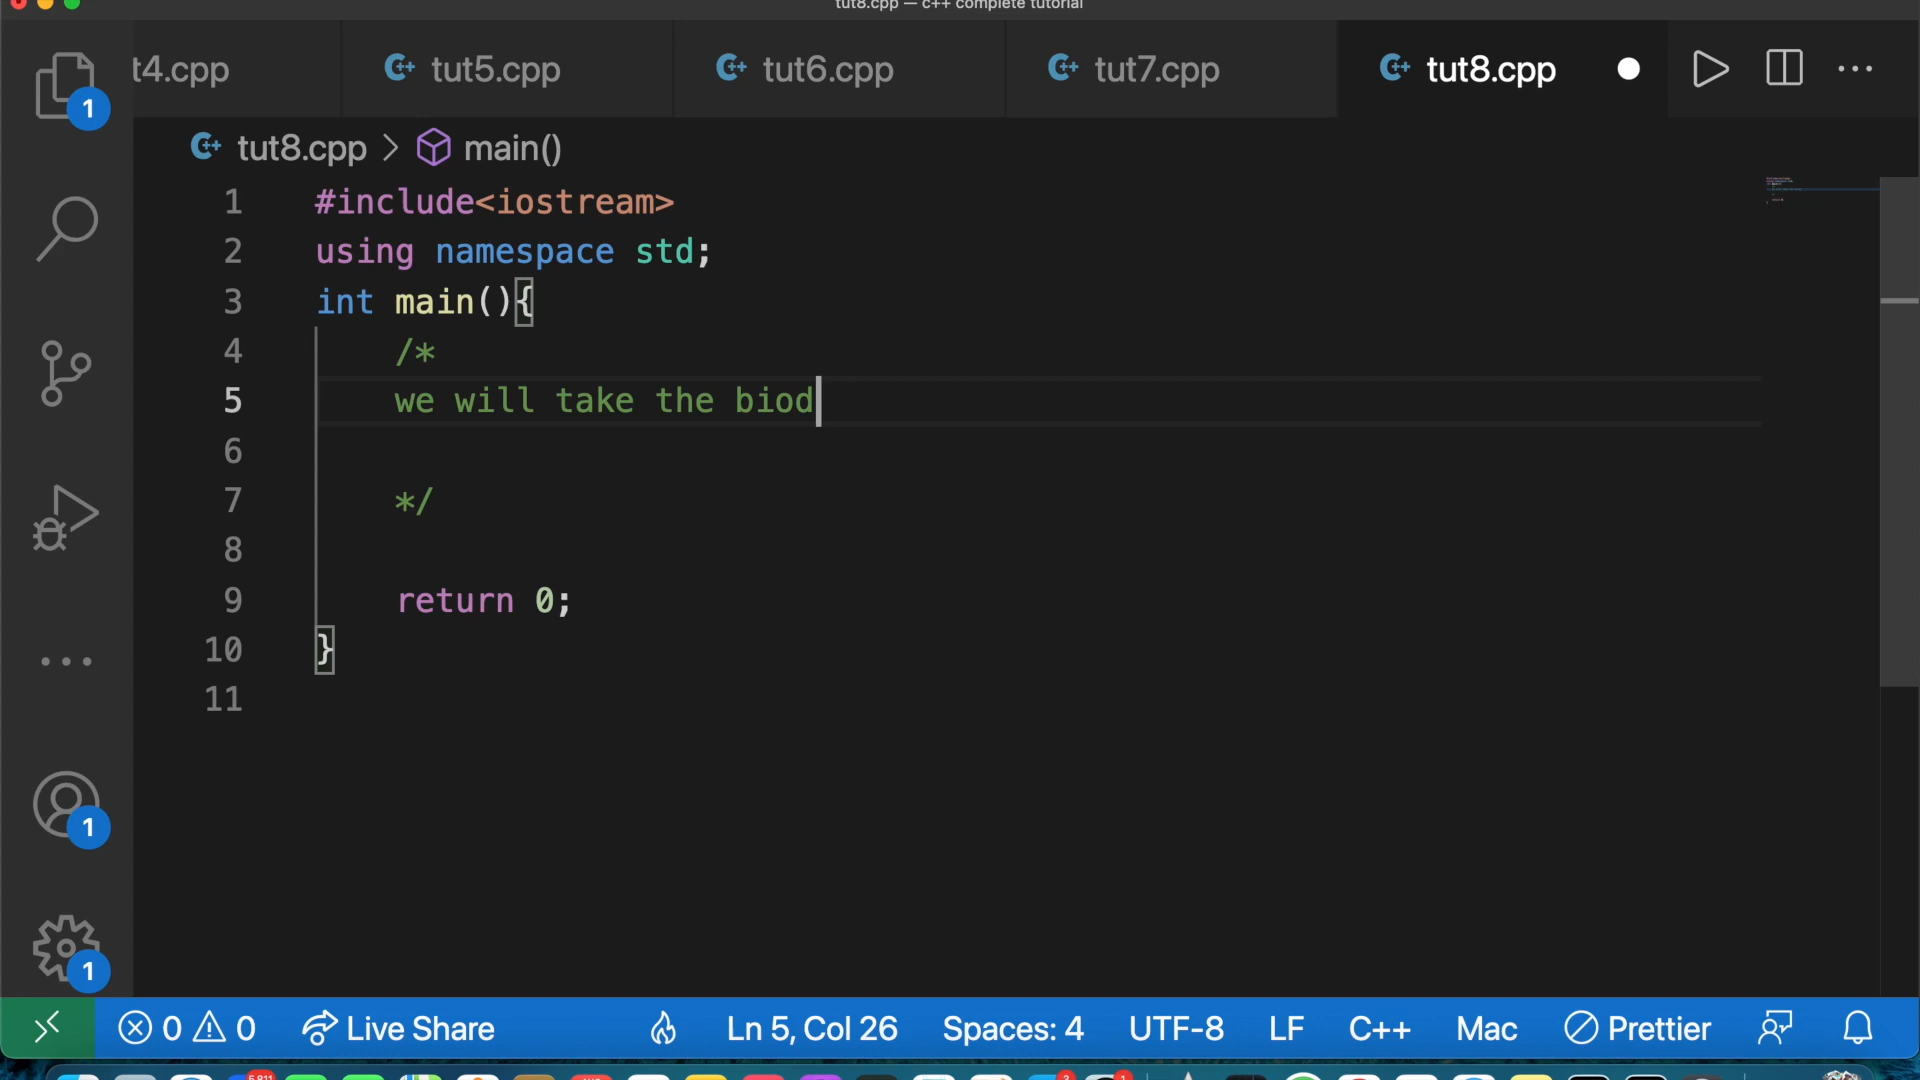 tut8.cpp — c++ complete tutorial
t4.cpp tut5.cpp tut6.cpp tut7.cpp tut8.cpp
1
tut8.cpp > main()
1 #include<iostream>
2 using namespace std;
3 int main(){
4 /*
5 we will take the biod
6
7 */
8
9 return 0;
10 }
11
1
1
0 0 Live Share Ln 5, Col 26 Spaces: 4 UTF-8 LF C++ Mac Prettier